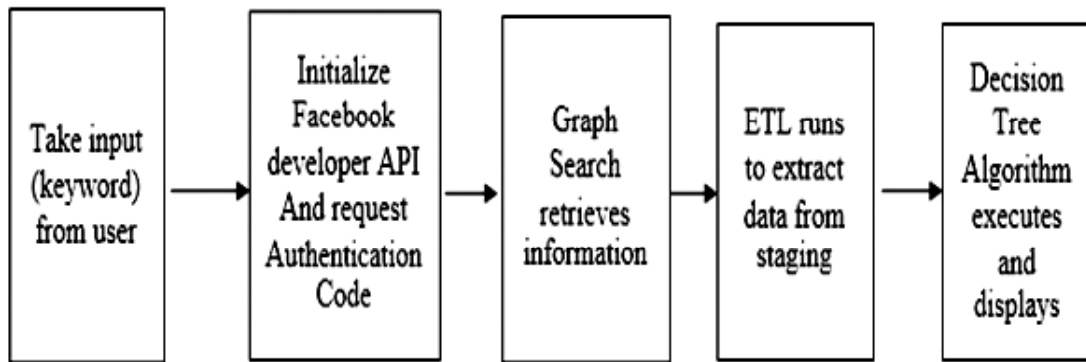 Take input
(keyword)
from user
Initialize
Facebook
developer API
And request
Authentication
Code
Graph
Search
retrieves
information
ETL runs
to extract
data from
staging
Decision
Tree
Algorithm
executes
and
displays